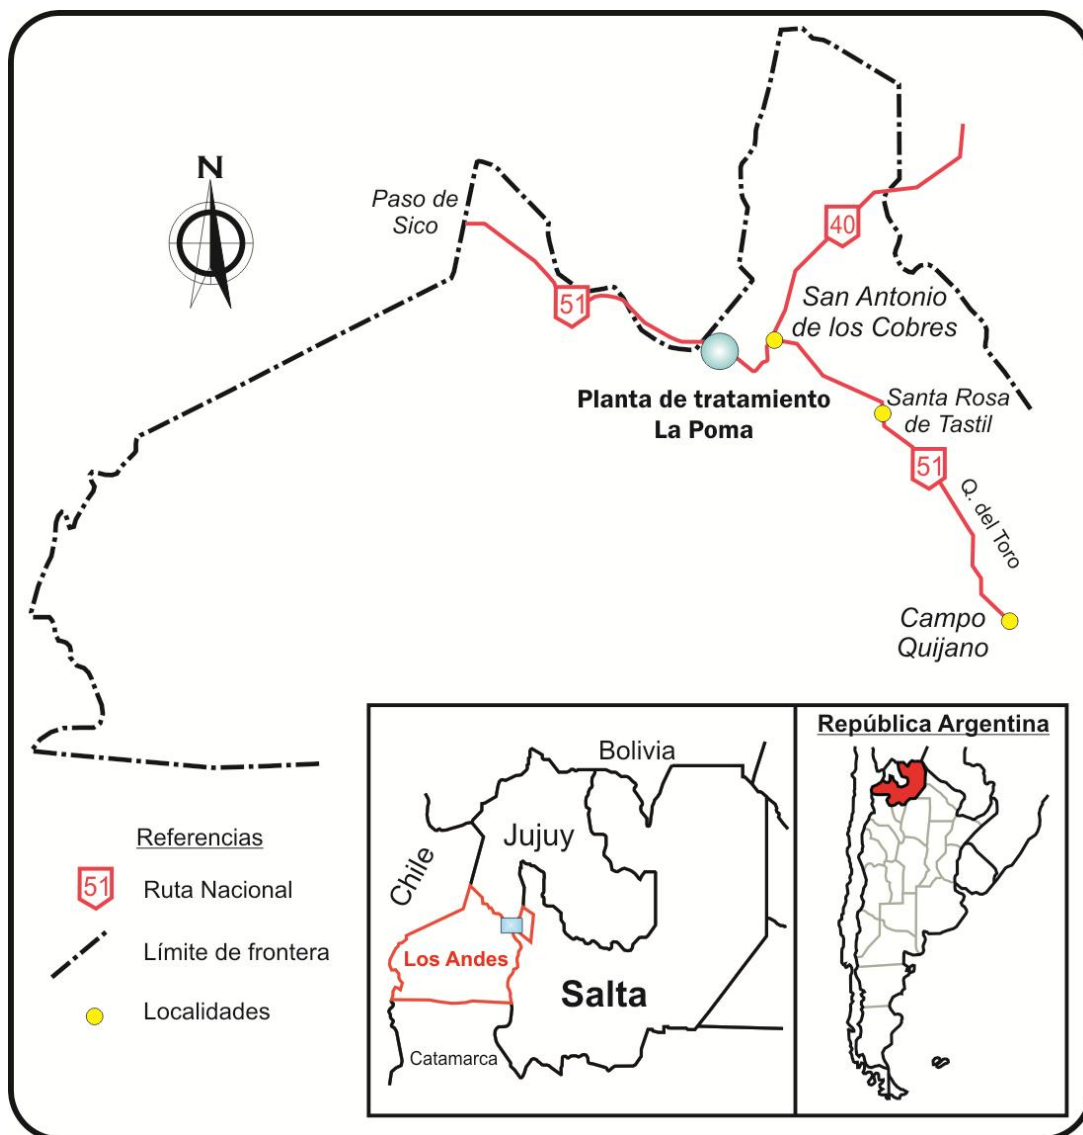 N
Paso de
Sico
51
40
San Antonio
de los Cobres
Planta de tratamiento
La Poma
Santa Rosa
de Tastil
51
Q. del Toro
Campo
Quijano
Referencias
51
Ruta Nacional
Límite de frontera
Localidades
Bolivia
Jujuy
Chile
Los Andes
Salta
Catamarca
República Argentina